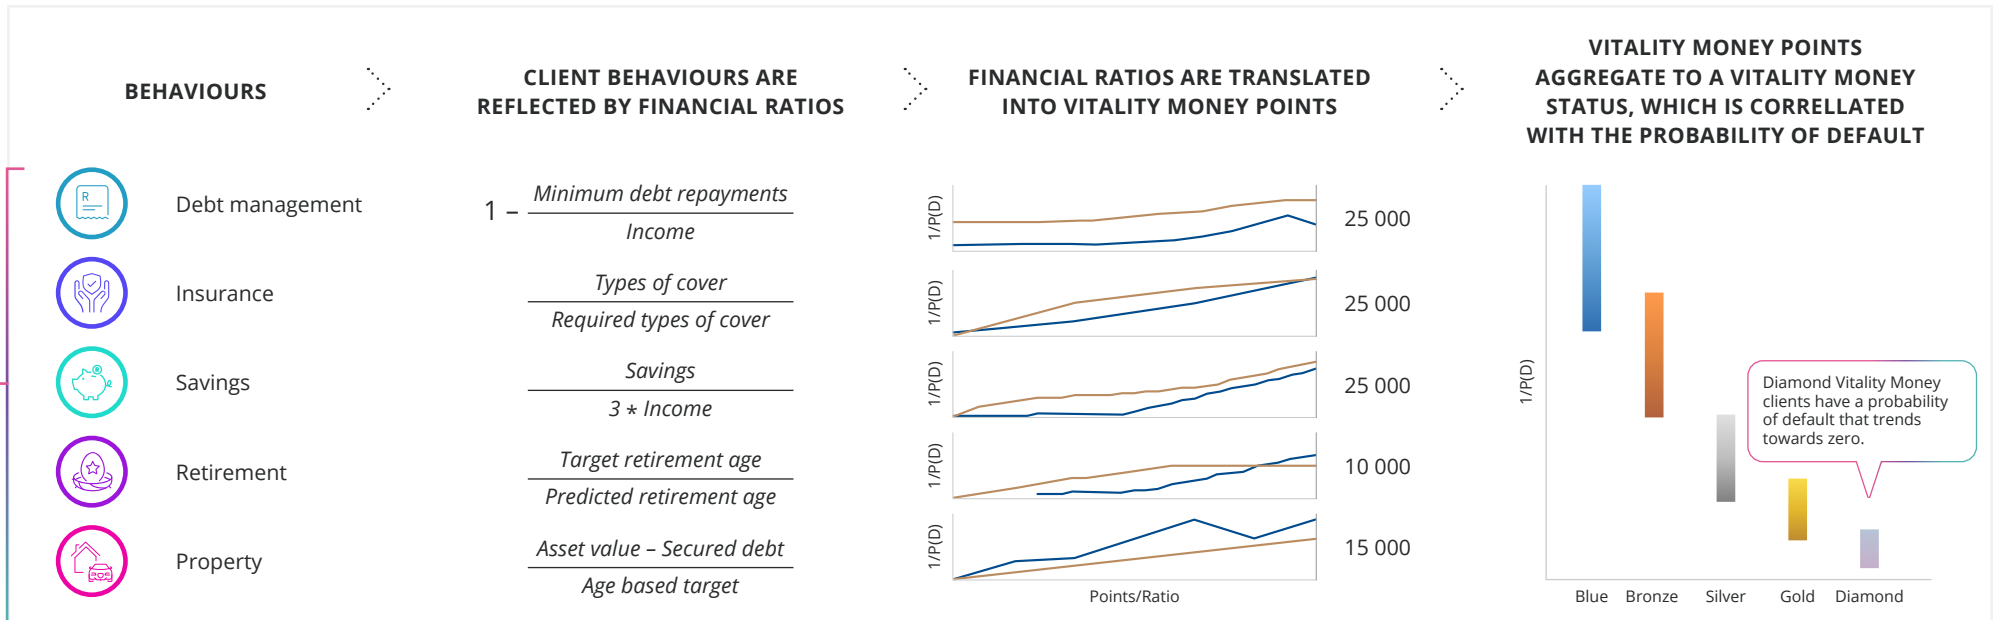 BEHAVIOURS
CLIENT BEHAVIOURS ARE
REFLECTED BY FINANCIAL RATIOS
FINANCIAL RATIOS ARE TRANSLATED
INTO VITALITY MONEY POINTS
VITALITY MONEY POINTS
AGGREGATE TO A VITALITY MONEY
STATUS, WHICH IS CORRELLATED
WITH THE PROBABILITY OF DEFAULT
R
Debt management
1 –
Minimum debt repayments
Income
1/P(D)
25 000
Insurance
Types of cover
Required types of cover
1/P(D)
25 000
Savings
Savings
3 * Income
1/P(D)
25 000
Retirement
Target retirement age
Predicted retirement age
1/P(D)
10 000
Property
Asset value – Secured debt
Age based target
1/P(D)
15 000
Points/Ratio
1/P(D)
Diamond Vitality Money
clients have a probability
of default that trends
towards zero.
Blue Bronze Silver Gold Diamond